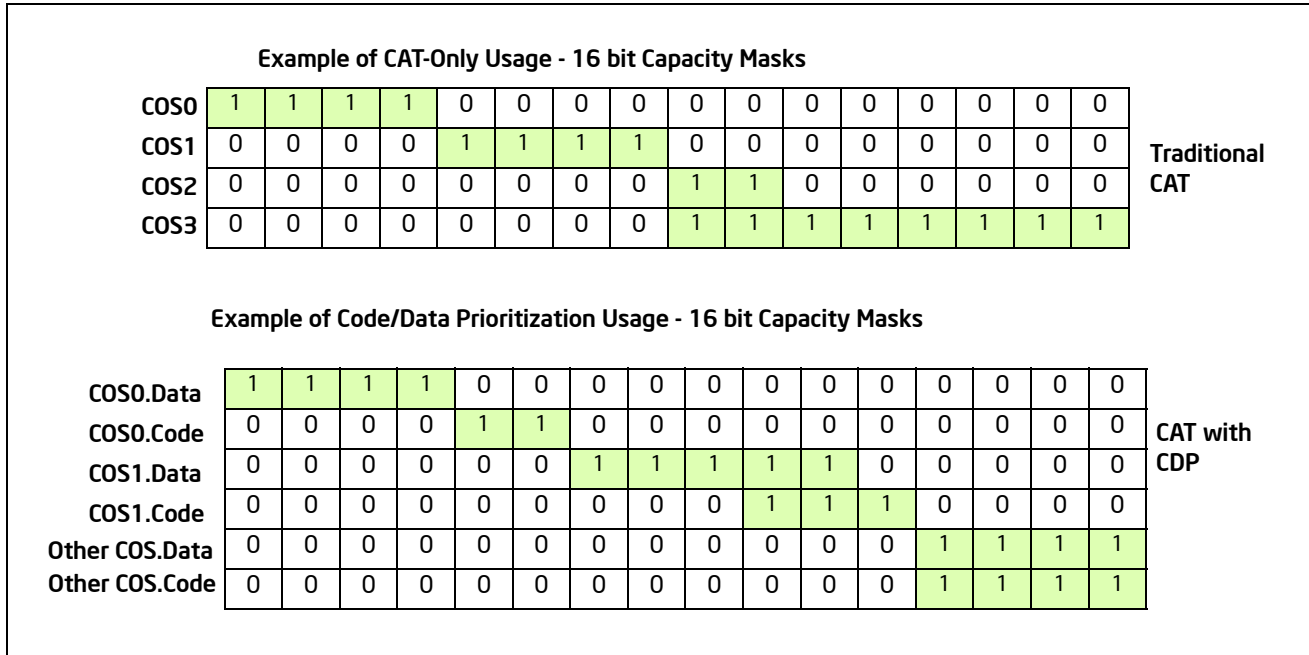 Example of CAT-Only Usage - 16 bit Capacity Masks
COS0 1 1 1 1 0 0 0 0 0 0 0 0 0 0 0 0
COS1 0 0 0 0 1 1 1 1 0 0 0 0 0 0 0 0
COS2 0 0 0 0 0 0 0 0 1 1 0 0 0 0 0 0
COS3 0 0 0 0 0 0 0 0 1 1 1 1 1 1 1 1
Traditional
CAT
Example of Code/Data Prioritization Usage - 16 bit Capacity Masks
COS0.Data 1 1 1 1 0 0 0 0 0 0 0 0 0 0 0 0
COS0.Code 0 0 0 0 1 1 0 0 0 0 0 0 0 0 0 0
COS1.Data 0 0 0 0 0 0 1 1 1 1 1 0 0 0 0 0
COS1.Code 0 0 0 0 0 0 0 0 0 1 1 1 0 0 0 0
Other COS.Data 0 0 0 0 0 0 0 0 0 0 0 0 1 1 1 1
Other COS.Code 0 0 0 0 0 0 0 0 0 0 0 0 1 1 1 1
CAT with
CDP